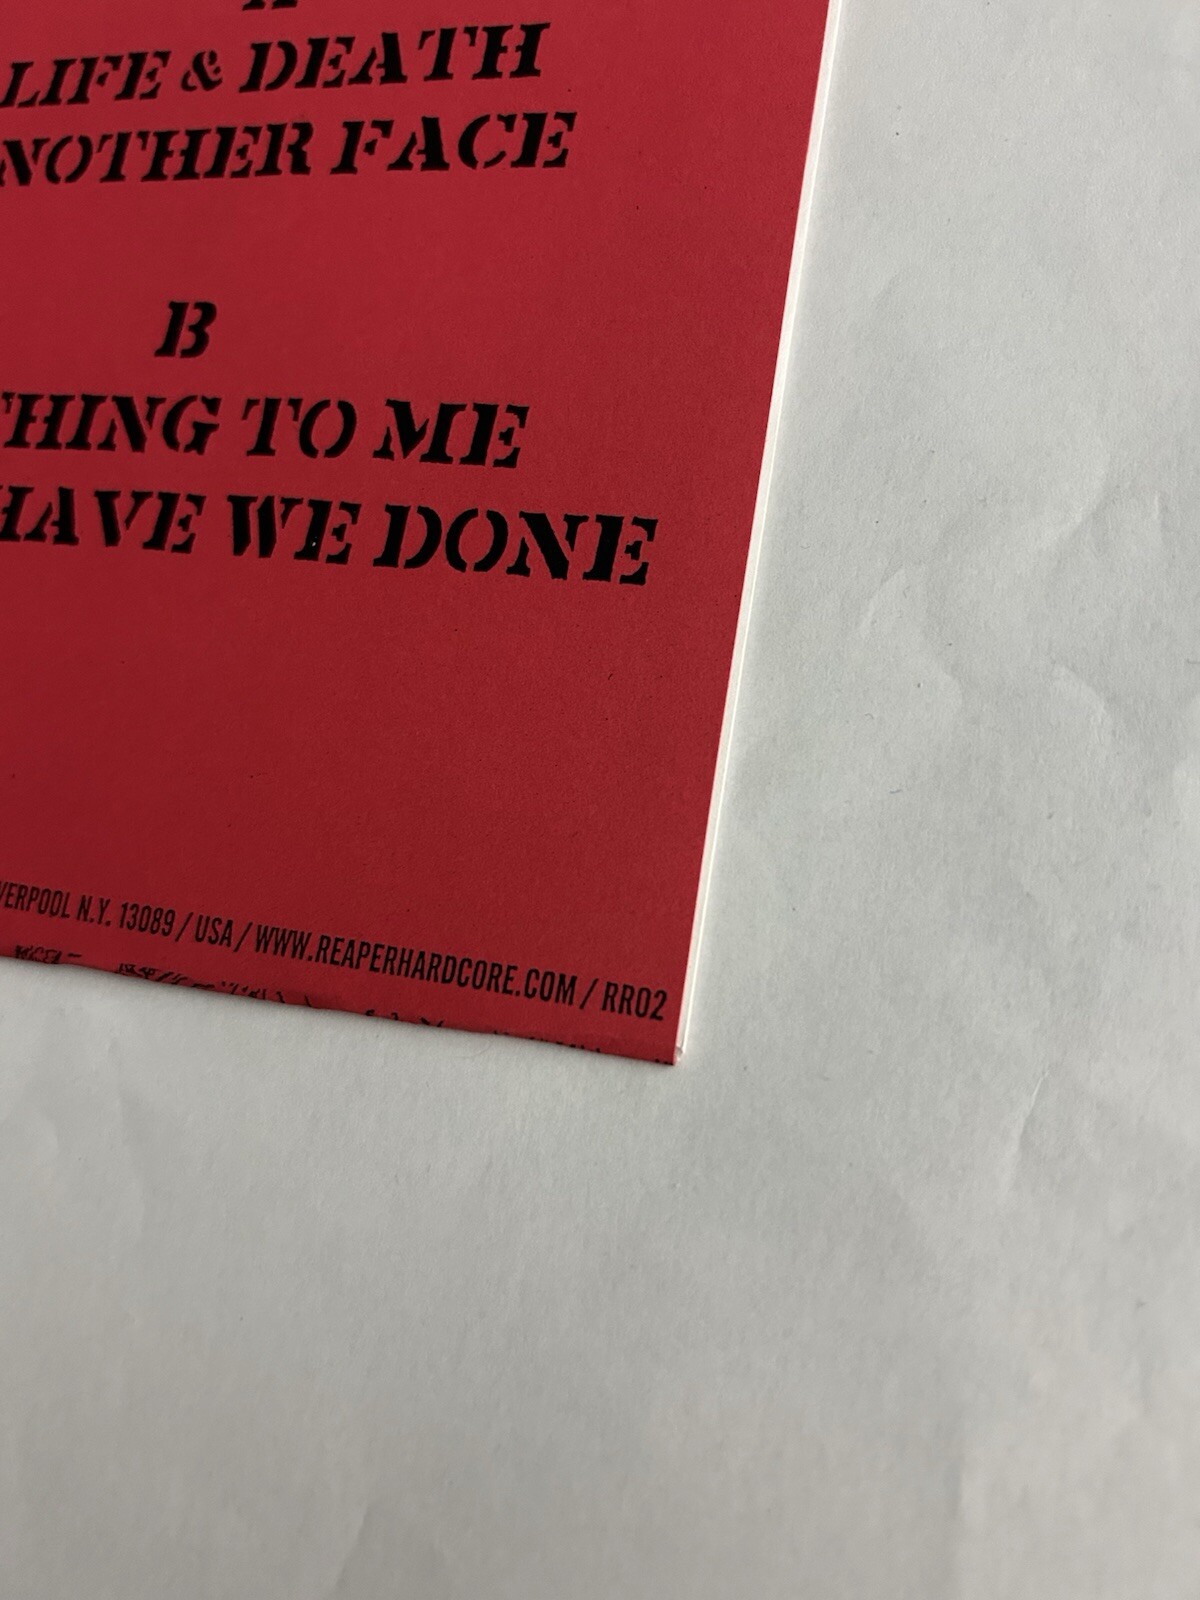 LIFE & DEATH
NOTHER FACE
B
THING TO ME
HAVE WE DONE
VERPOOL N.Y. 13089 / USA / WWW.REAPERHARDCORE.COM / RR02